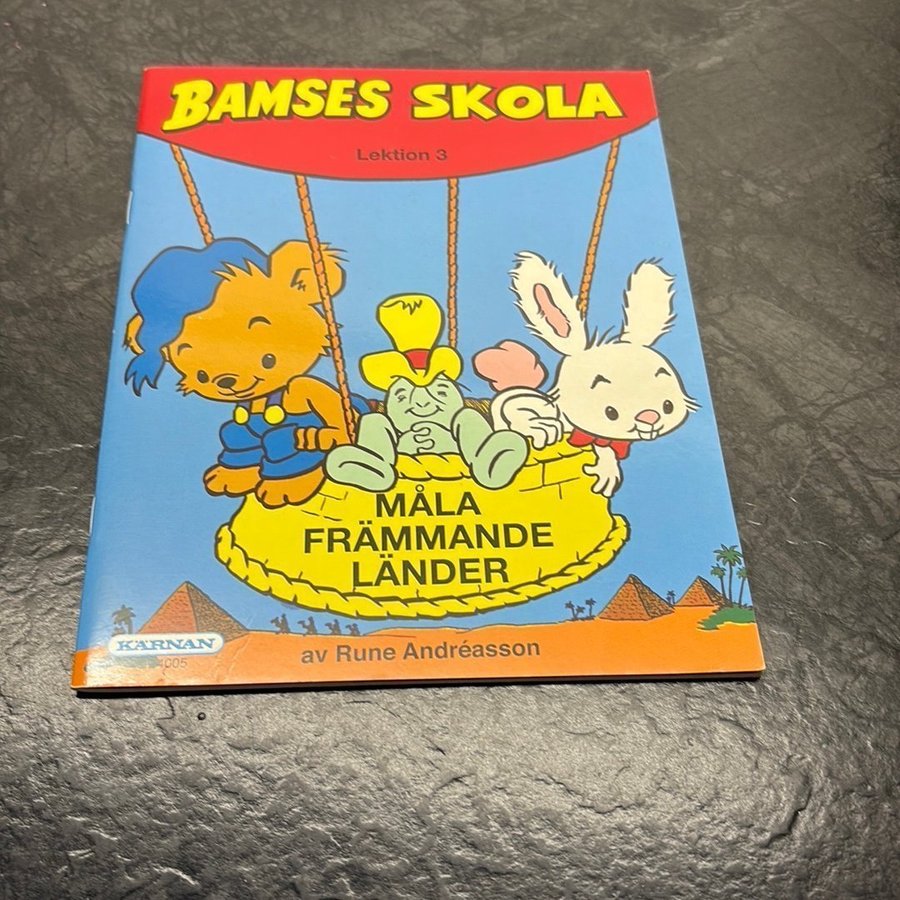 BAMSES SKOLA
Lektion 3
MÅLA
FRÄMMANDE
LÄNDER
KÄRNAN
av Rune Andréasson